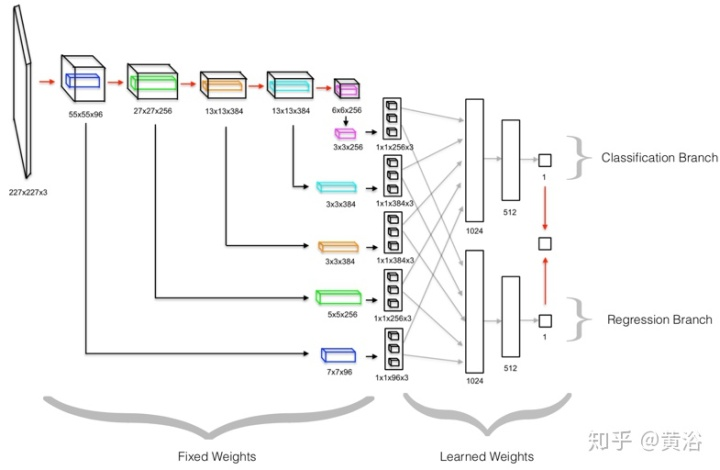 227x227x3
55x55x96
27x27x256
13x13x384
13x13x384
6x6x256
3x3x256
1x1x256x3
3x3x384
1x1x384x3
3x3x384
1x1x384x3
5x5x256
1x1x256x3
7x7x96
1x1x96x3
1024
512
1
Classification Branch
1024
512
1
Regression Branch
Fixed Weights
Learned Weights
知乎 @黄浴